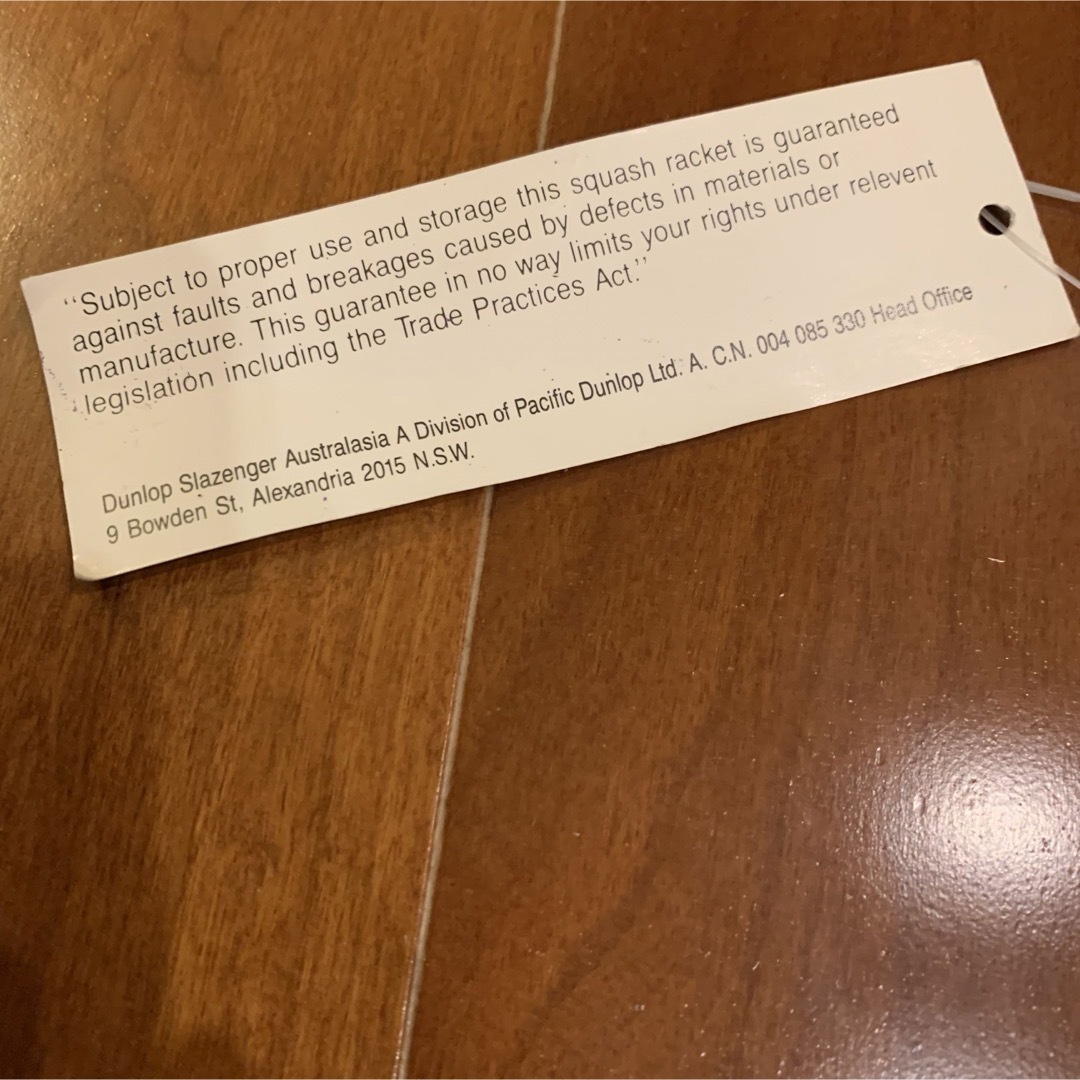 “Subject to proper use and storage this squash racket is guaranteed
against faults and breakages caused by defects in materials or
manufacture. This guarantee in no way limits your rights under relevent
legislation including the Trade Practices Act.”
Dunlop Slazenger Australasia A Division of Pacific Dunlop Ltd. A. C.N. 004 085 330 Head Office
9 Bowden St, Alexandria 2015 N.S.W.